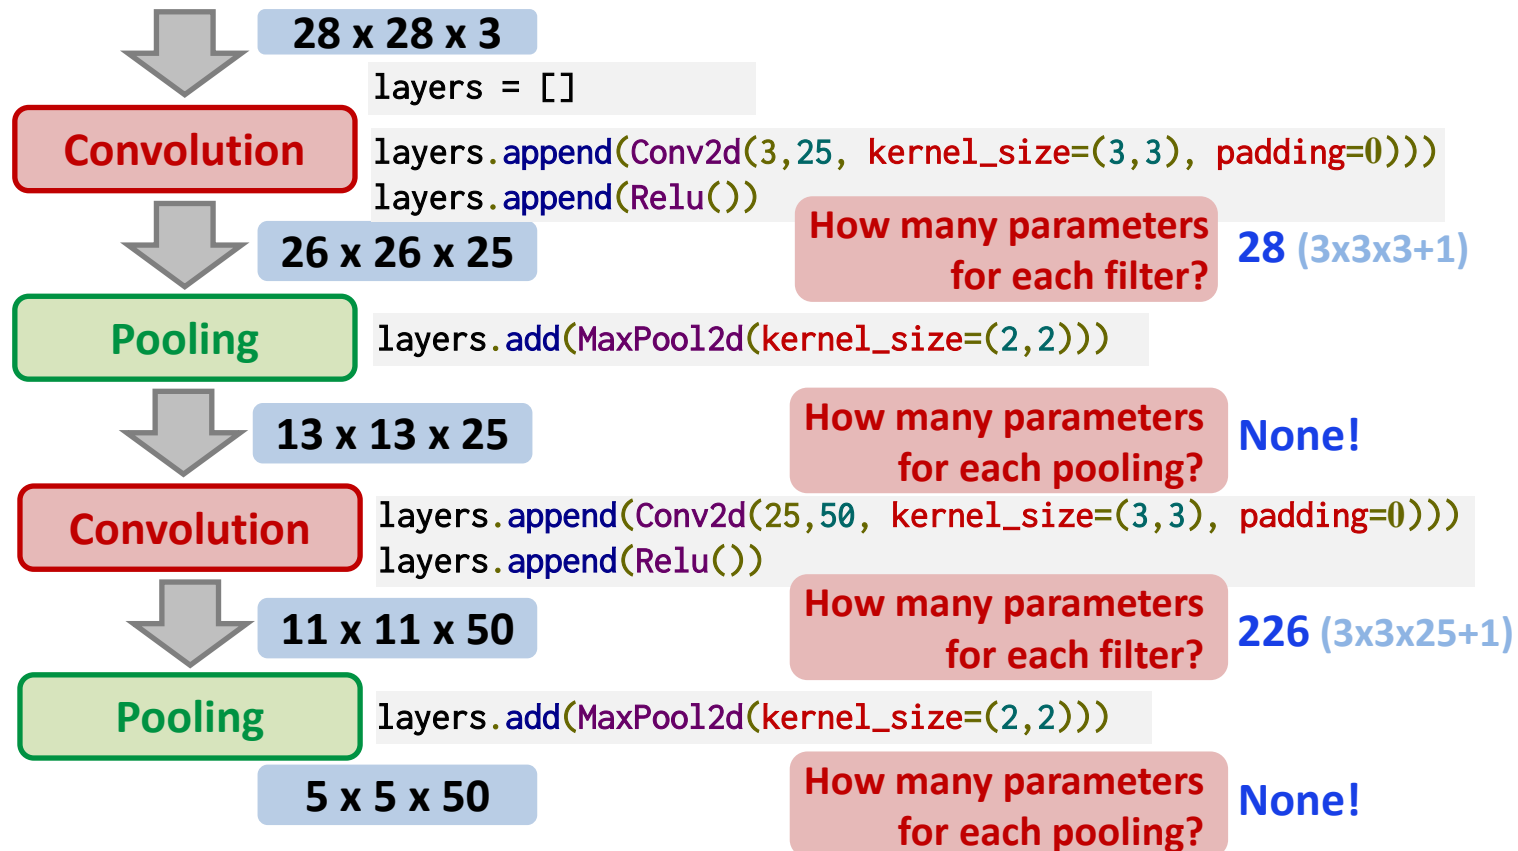 28 x 28 x 3
layers = []
Convolution
layers.append(Conv2d(3,25, kernel_size=(3,3), padding=0)))
layers.append(Relu())
26 x 26 x 25
How many parameters
for each filter?
28 (3x3x3+1)
Pooling
layers.add(MaxPool2d(kernel_size=(2,2)))
13 x 13 x 25
How many parameters
for each pooling?
None!
Convolution
layers.append(Conv2d(25,50, kernel_size=(3,3), padding=0)))
layers.append(Relu())
11 x 11 x 50
How many parameters
for each filter?
226 (3x3x25+1)
Pooling
layers.add(MaxPool2d(kernel_size=(2,2)))
5 x 5 x 50
How many parameters
for each pooling?
None!